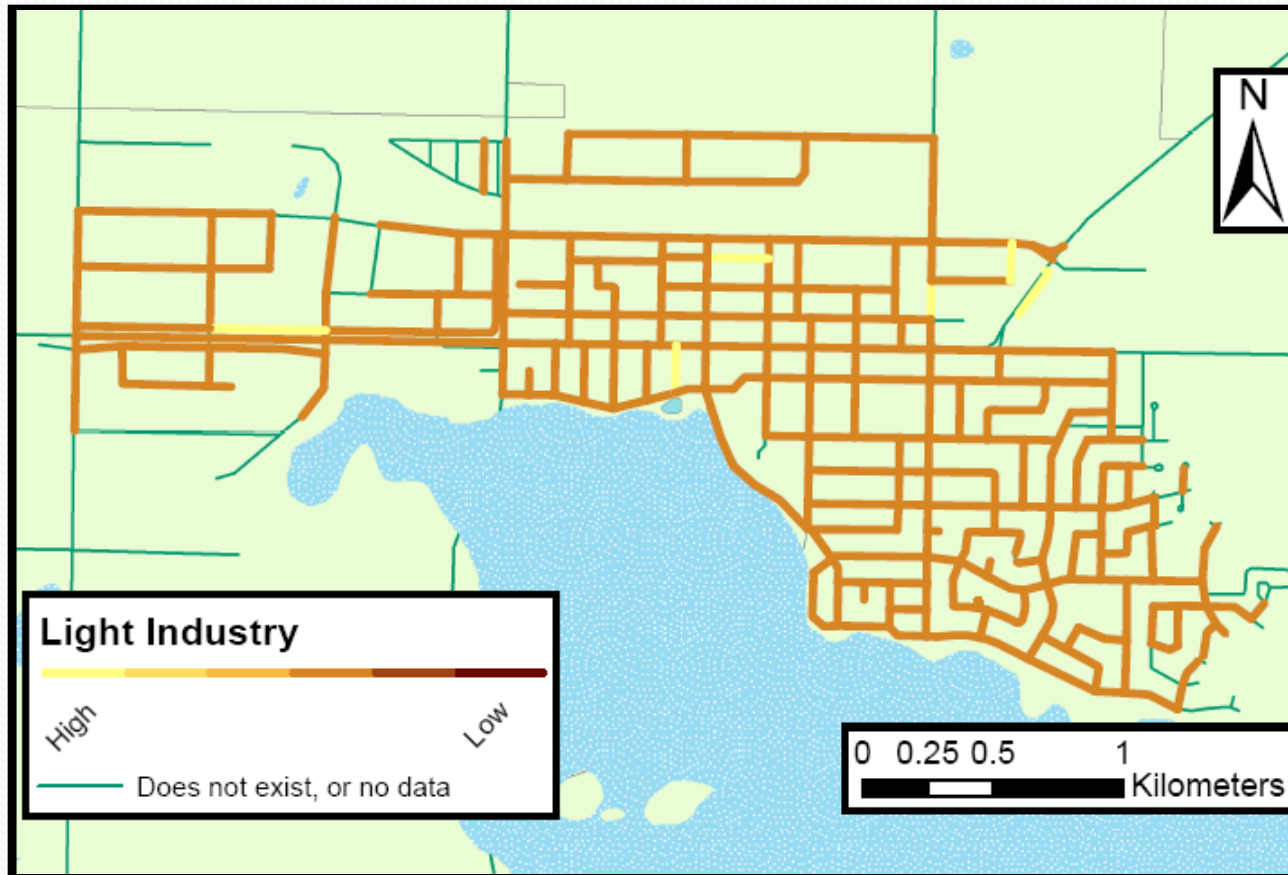 N
Light Industry
High
Low
Does not exist, or no data
0 0.25 0.5 1
Kilometers